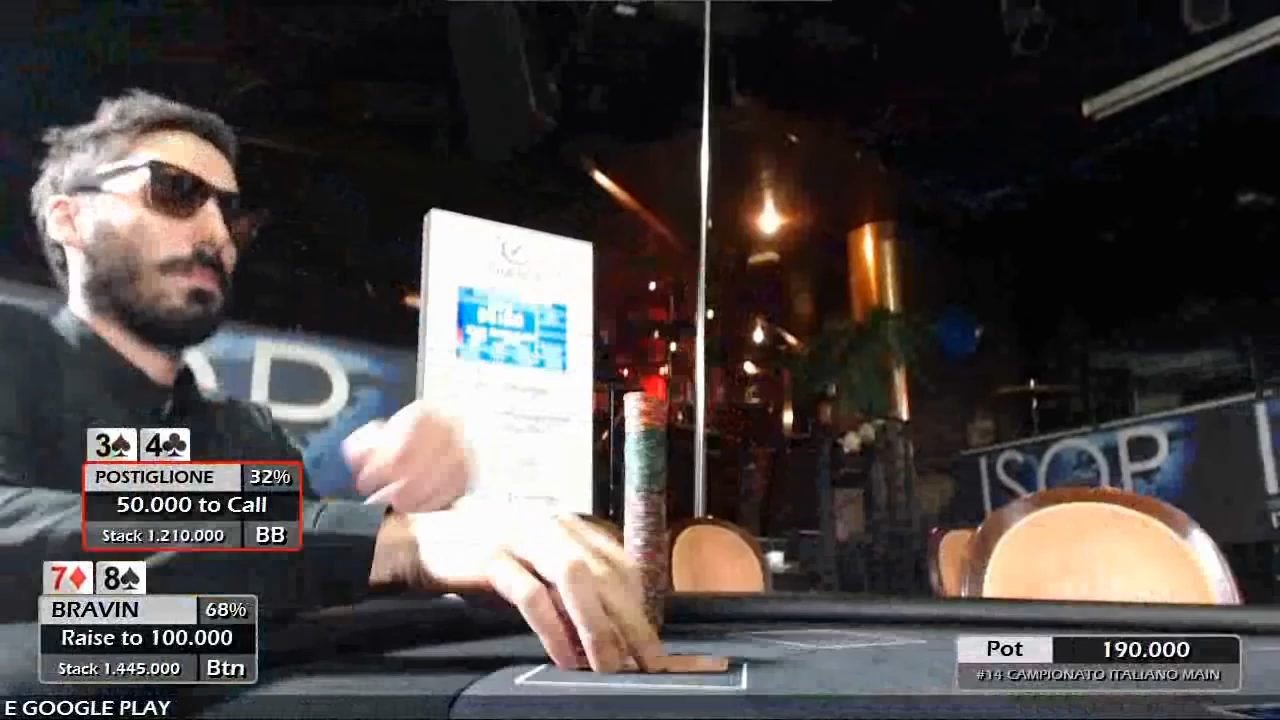 D
ISOP
3♠ 4♣
POSTIGLIONE 32%
50.000 to Call
Stack 1.210.000 BB
7♦ 8♠
BRAVIN 68%
Raise to 100.000
Stack 1.445.000 Btn
Pot 190.000
#14 CAMPIONATO ITALIANO MAIN
E GOOGLE PLAY